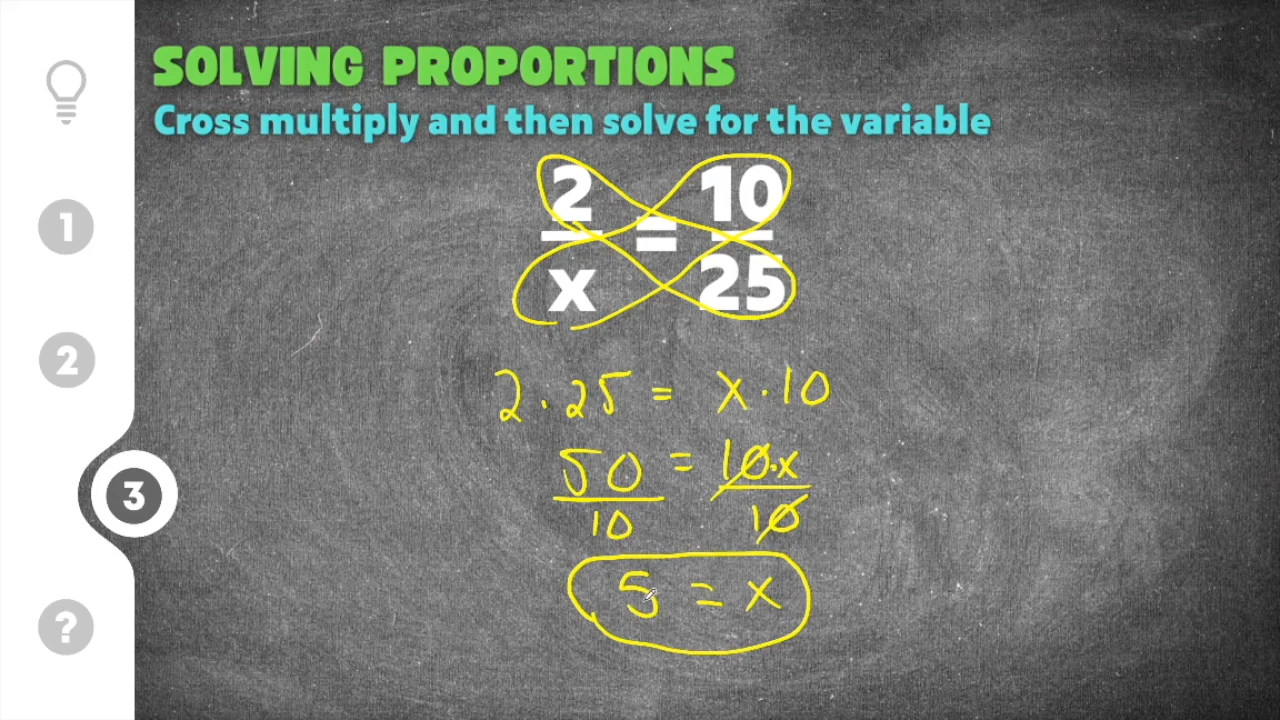 SOLVING PROPORTIONS
Cross multiply and then solve for the variable
2/x = 10/25
2 · 25 = x · 10
50/10 = 10·x/10
5 = x
1
2
3
?